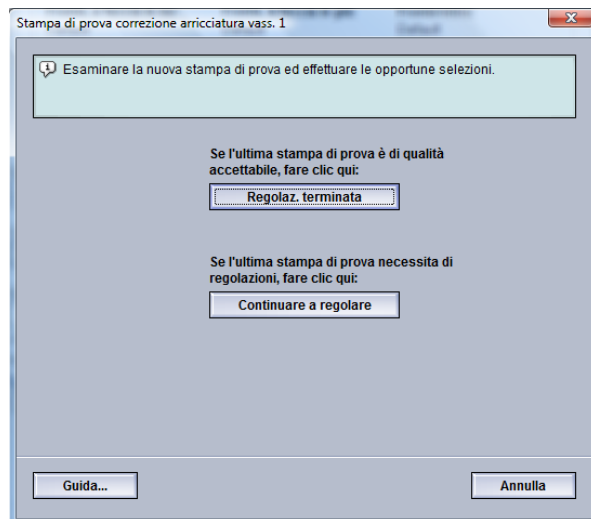 Stampa di prova correzione arricciatura vass. 1
Esaminare la nuova stampa di prova ed effettuare le opportune selezioni.
Se l'ultima stampa di prova è di qualità
accettabile, fare clic qui:
Regolaz. terminata
Se l'ultima stampa di prova necessita di
regolazioni, fare clic qui:
Continuare a regolare
Guida...
Annulla